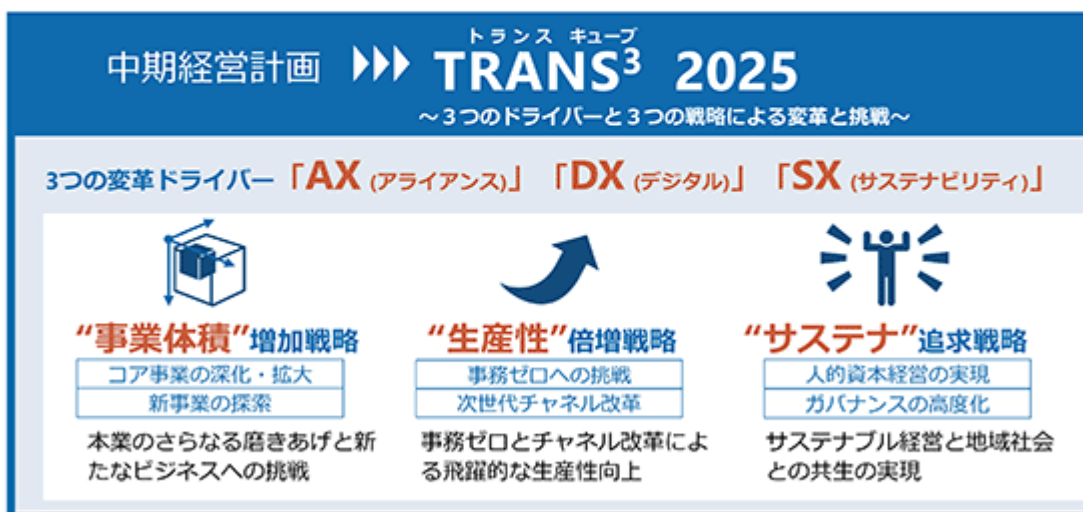 トランス キューブ
中期経営計画 TRANS³ 2025
～3つのドライバーと3つの戦略による変革と挑戦～
3つの変革ドライバー「AX (アライアンス)」「DX (デジタル)」「SX (サステナビリティ)」
“事業体積”増加戦略
コア事業の深化・拡大
新事業の探索
本業のさらなる磨きあげと新
たなビジネスへの挑戦
“生産性”倍増戦略
事務ゼロへの挑戦
次世代チャネル改革
事務ゼロとチャネル改革によ
る飛躍的な生産性向上
“サステナ”追求戦略
人的資本経営の実現
ガバナンスの高度化
サステナブル経営と地域社会
との共生の実現